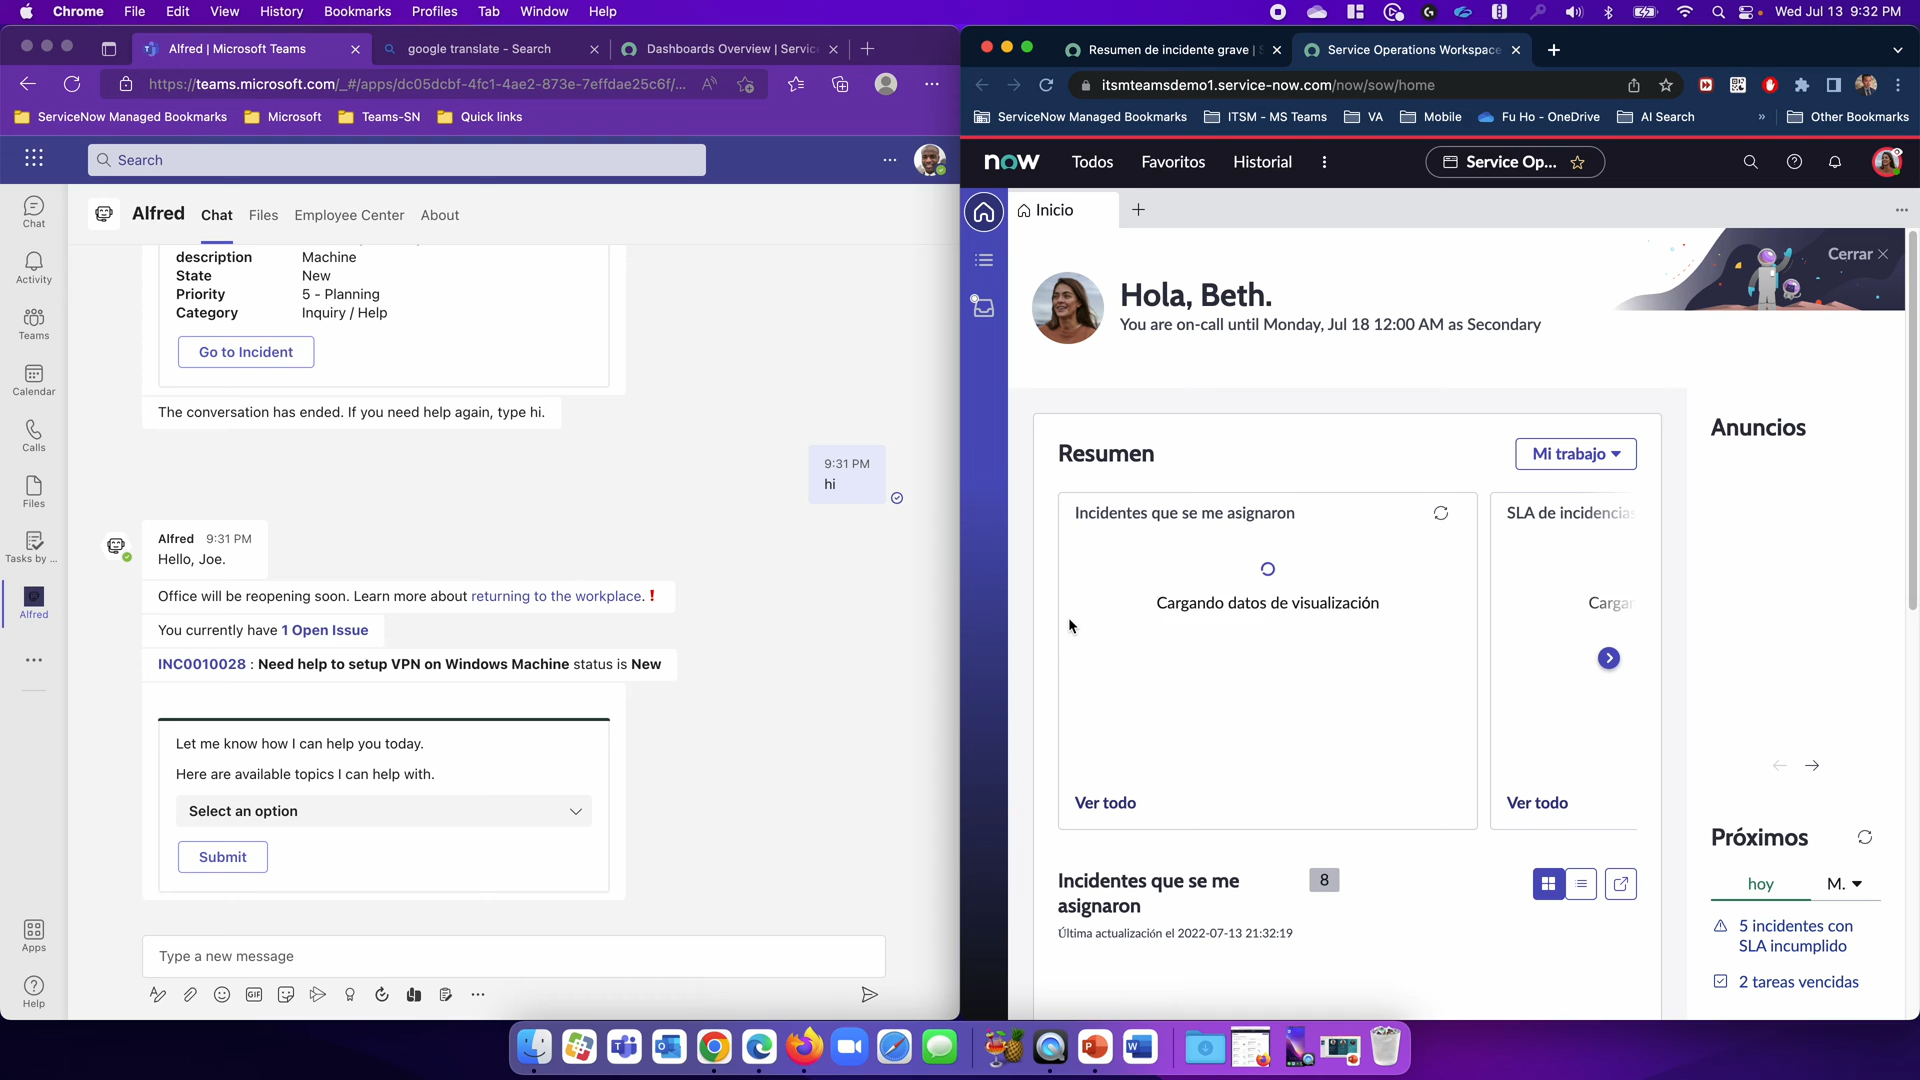 Chrome File Edit View History Bookmarks Profiles Tab Window Help
Wed Jul 13 9:32 PM
Alfred | Microsoft Teams
google translate - Search
Dashboards Overview | Servic
https://teams.microsoft.com/_#/apps/dc05dcbf-4fc1-4ae2-873e-7effdae25c6f/...
ServiceNow Managed Bookmarks Microsoft Teams-SN Quick links
Search
Chat
Activity
Teams
Calendar
Calls
Files
Tasks by ...
Alfred
Apps
Help
Alfred Chat Files Employee Center About
description Machine
State New
Priority 5 - Planning
Category Inquiry / Help
Go to Incident
The conversation has ended. If you need help again, type hi.
9:31 PM
hi
Alfred 9:31 PM
Hello, Joe.
Office will be reopening soon. Learn more about returning to the workplace. !
You currently have 1 Open Issue
INC0010028 : Need help to setup VPN on Windows Machine status is New
Let me know how I can help you today.
Here are available topics I can help with.
Select an option
Submit
Type a new message
GIF
Resumen de incidente grave | S
Service Operations Workspace
itsmteamsdemo1.service-now.com/now/sow/home
ServiceNow Managed Bookmarks ITSM - MS Teams VA Mobile Fu Ho - OneDrive AI Search » Other Bookmarks
now Todos Favoritos Historial Service Op...
Inicio
Cerrar
Hola, Beth.
You are on-call until Monday, Jul 18 12:00 AM as Secondary
Resumen
Mi trabajo
Incidentes que se me asignaron
Cargando datos de visualización
Ver todo
SLA de incidencias
Cargan
Ver todo
Incidentes que se me
asignaron
8
Última actualización el 2022-07-13 21:32:19
Anuncios
Próximos
hoy M.
5 incidentes con
SLA incumplido
2 tareas vencidas